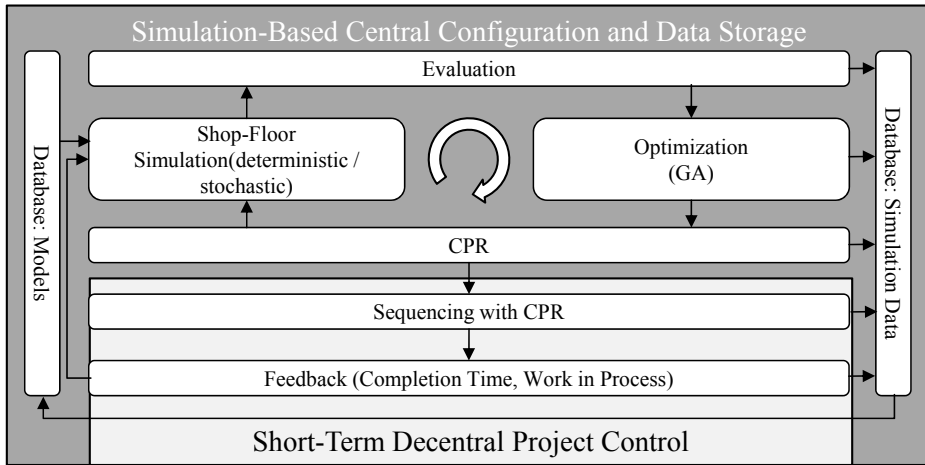 Simulation-Based Central Configuration and Data Storage
Evaluation
Database: Models
Shop-Floor
Simulation(deterministic /
stochastic)
Optimization
(GA)
Database: Simulation Data
CPR
Sequencing with CPR
Feedback (Completion Time, Work in Process)
Short-Term Decentral Project Control